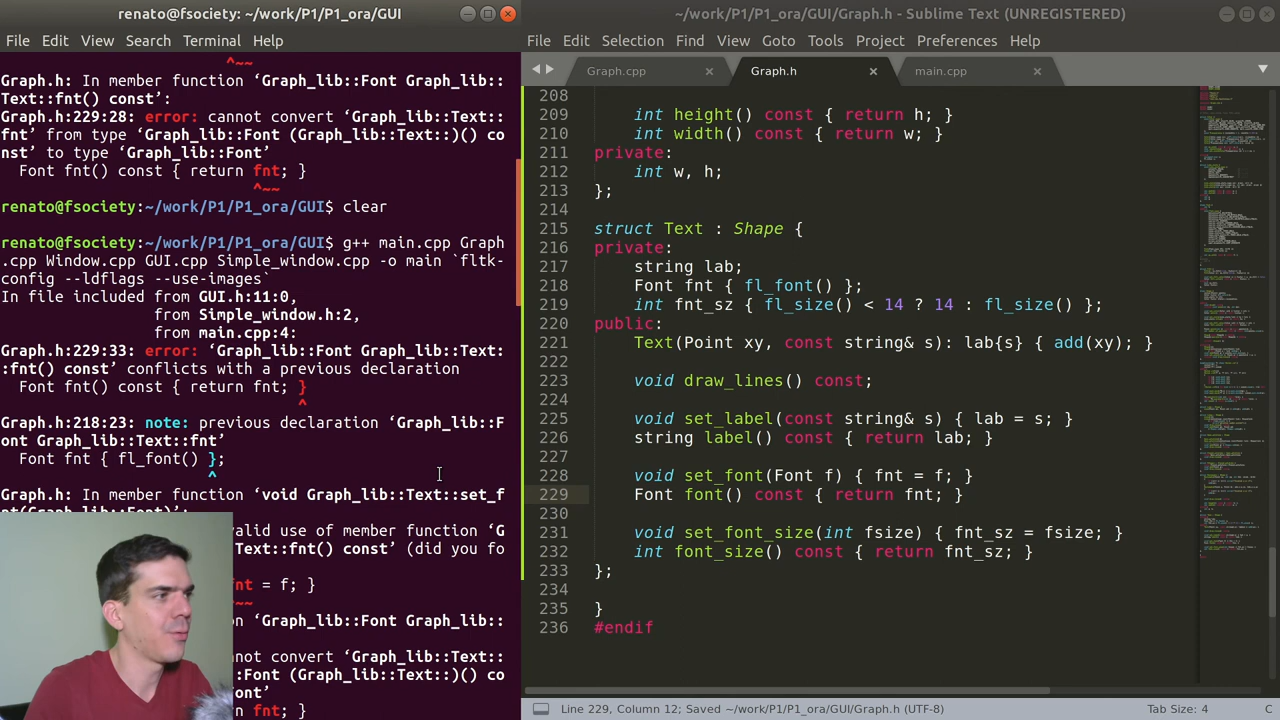 renato@fsociety: ~/work/P1/P1_ora/GUI
File Edit View Search Terminal Help
^~~
Graph.h: In member function ‘Graph_lib::Font Graph_lib::
Text::fnt() const’:
Graph.h:229:28: error: cannot convert ‘Graph_lib::Text::
fnt’ from type ‘Graph_lib::Font (Graph_lib::Text::)() co
nst’ to type ‘Graph_lib::Font’
Font fnt() const { return fnt; }
^~~
renato@fsociety:~/work/P1/P1_ora/GUI$ clear
renato@fsociety:~/work/P1/P1_ora/GUI$ g++ main.cpp Graph
.cpp Window.cpp GUI.cpp Simple_window.cpp -o main `fltk-
config --ldflags --use-images`
In file included from GUI.h:11:0,
from Simple_window.h:2,
from main.cpp:4:
Graph.h:229:33: error: ‘Graph_lib::Font Graph_lib::Text:
:fnt() const’ conflicts with a previous declaration
Font fnt() const { return fnt; }
^
Graph.h:218:23: note: previous declaration ‘Graph_lib::F
ont Graph_lib::Text::fnt’
Font fnt { fl_font() };
^
Graph.h: In member function ‘void Graph_lib::Text::set_f
ont(Graph_lib::Font)’:
valid use of member function ‘G
Text::fnt() const’ (did you fo
fnt = f; }
^~~
on ‘Graph_lib::Font Graph_lib::
nnot convert ‘Graph_lib::Text::
::Font (Graph_lib::Text::)() co
ont’
rn fnt; }
~/work/P1/P1_ora/GUI/Graph.h - Sublime Text (UNREGISTERED)
File Edit Selection Find View Goto Tools Project Preferences Help
Graph.cpp × Graph.h × main.cpp ×
208
209 int height() const { return h; }
210 int width() const { return w; }
211 private:
212 int w, h;
213 };
214
215 struct Text : Shape {
216 private:
217 string lab;
218 Font fnt { fl_font() };
219 int fnt_sz { fl_size() < 14 ? 14 : fl_size() };
220 public:
221 Text(Point xy, const string& s): lab{s} { add(xy); }
222
223 void draw_lines() const;
224
225 void set_label(const string& s) { lab = s; }
226 string label() const { return lab; }
227
228 void set_font(Font f) { fnt = f; }
229 Font font() const { return fnt; }
230
231 void set_font_size(int fsize) { fnt_sz = fsize; }
232 int font_size() const { return fnt_sz; }
233 };
234
235 }
236 #endif
Line 229, Column 12; Saved ~/work/P1/P1_ora/GUI/Graph.h (UTF-8)
Tab Size: 4
C